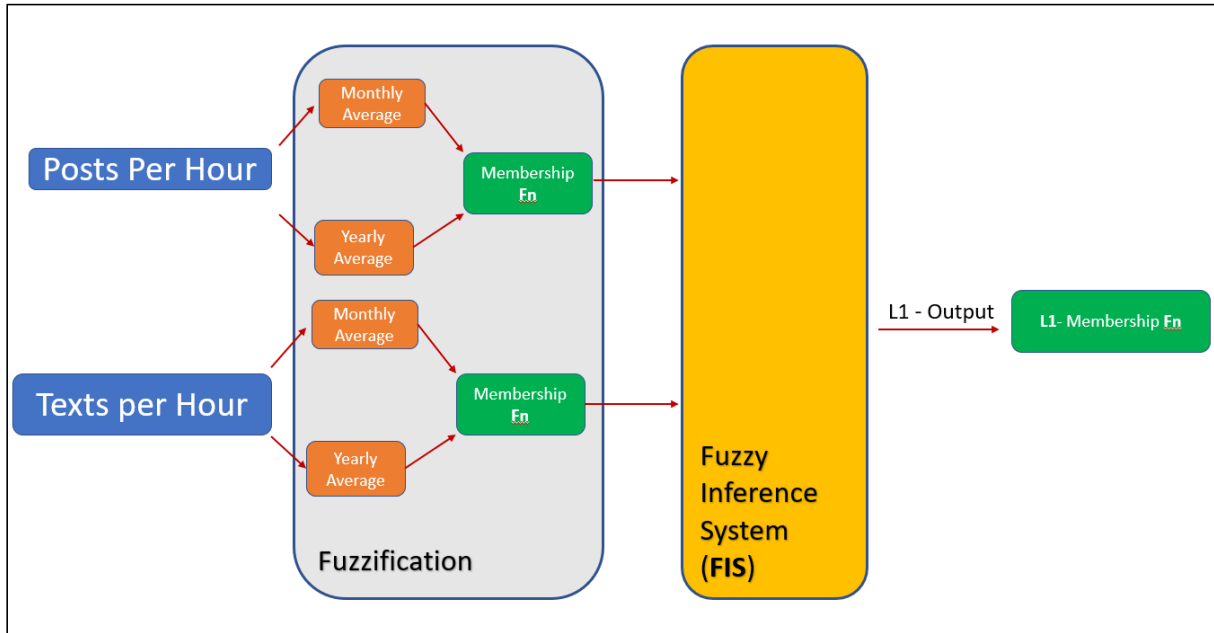 Posts Per Hour
Monthly
Average
Yearly
Average
Membership
Fn
Texts per Hour
Monthly
Average
Yearly
Average
Membership
Fn
Fuzzification
Fuzzy
Inference
System
(FIS)
L1 - Output
L1- Membership Fn